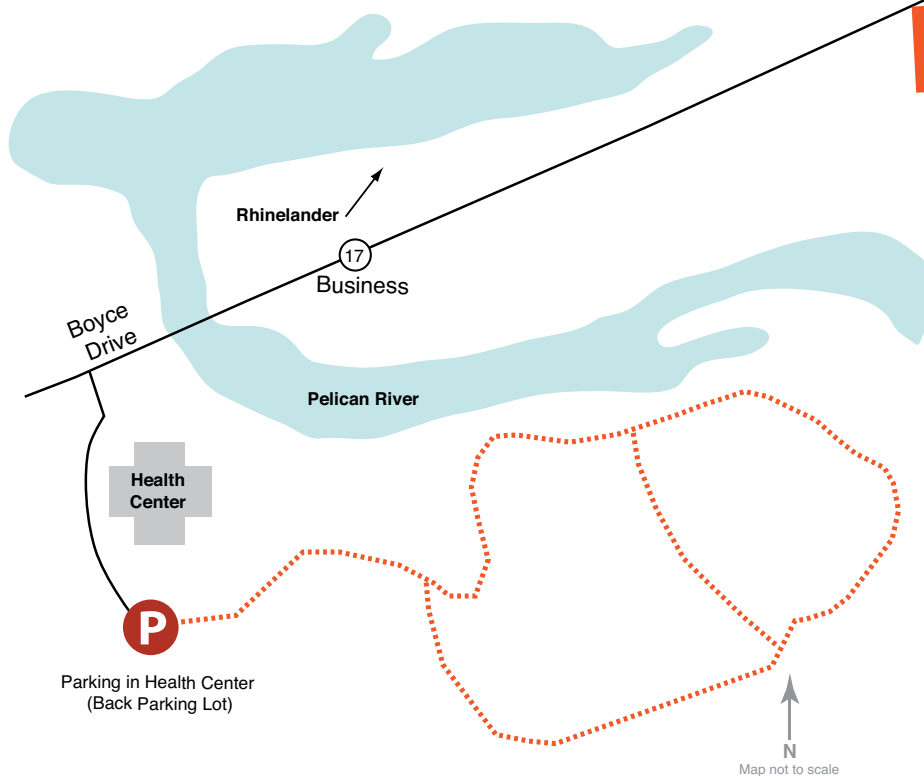 Rhinelander
17
Business
Boyce
Drive
Pelican River
Health
Center
P
Parking in Health Center
(Back Parking Lot)
N
Map not to scale